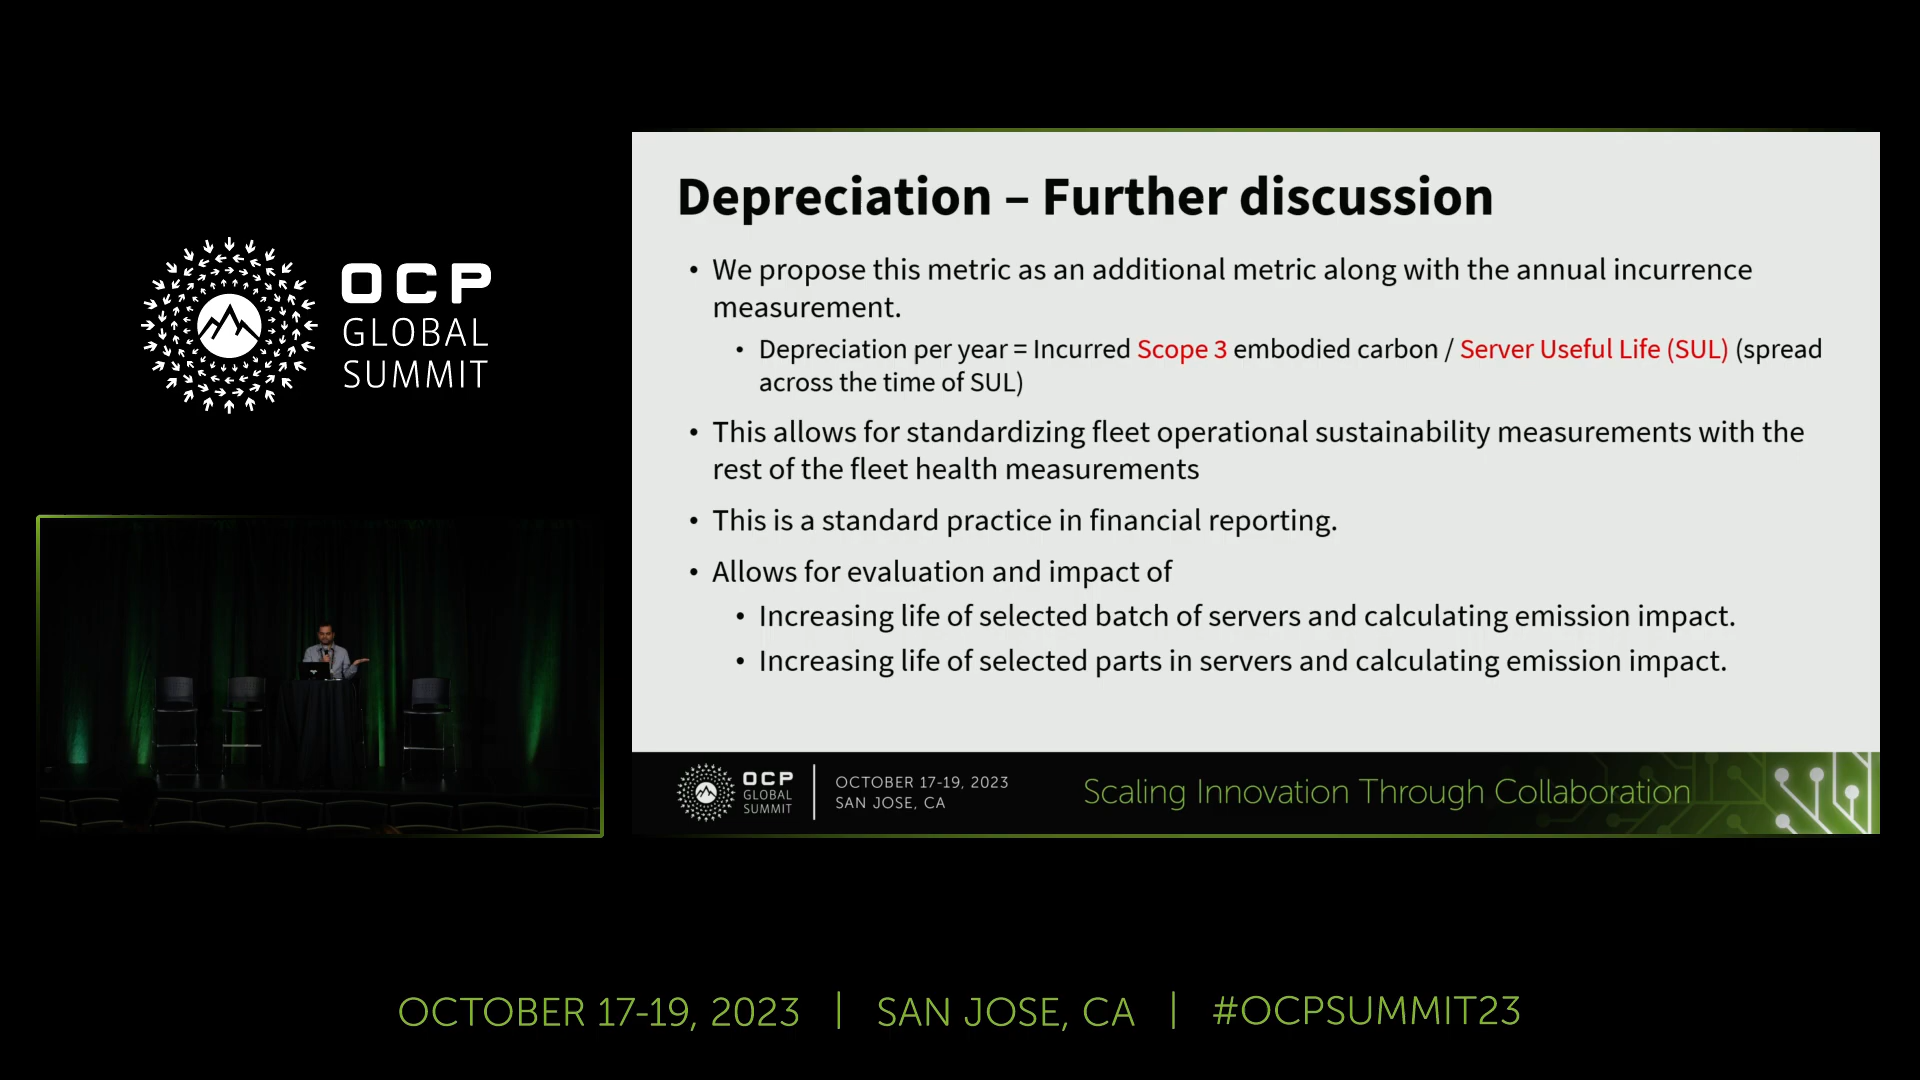 OCP
GLOBAL
SUMMIT
Depreciation – Further discussion
• We propose this metric as an additional metric along with the annual incurrence
measurement.
• Depreciation per year = Incurred Scope 3 embodied carbon / Server Useful Life (SUL) (spread
across the time of SUL)
• This allows for standardizing fleet operational sustainability measurements with the
rest of the fleet health measurements
• This is a standard practice in financial reporting.
• Allows for evaluation and impact of
• Increasing life of selected batch of servers and calculating emission impact.
• Increasing life of selected parts in servers and calculating emission impact.
OCP
GLOBAL
SUMMIT
OCTOBER 17-19, 2023
SAN JOSE, CA
Scaling Innovation Through Collaboration
OCTOBER 17-19, 2023 | SAN JOSE, CA | #OCPSUMMIT23